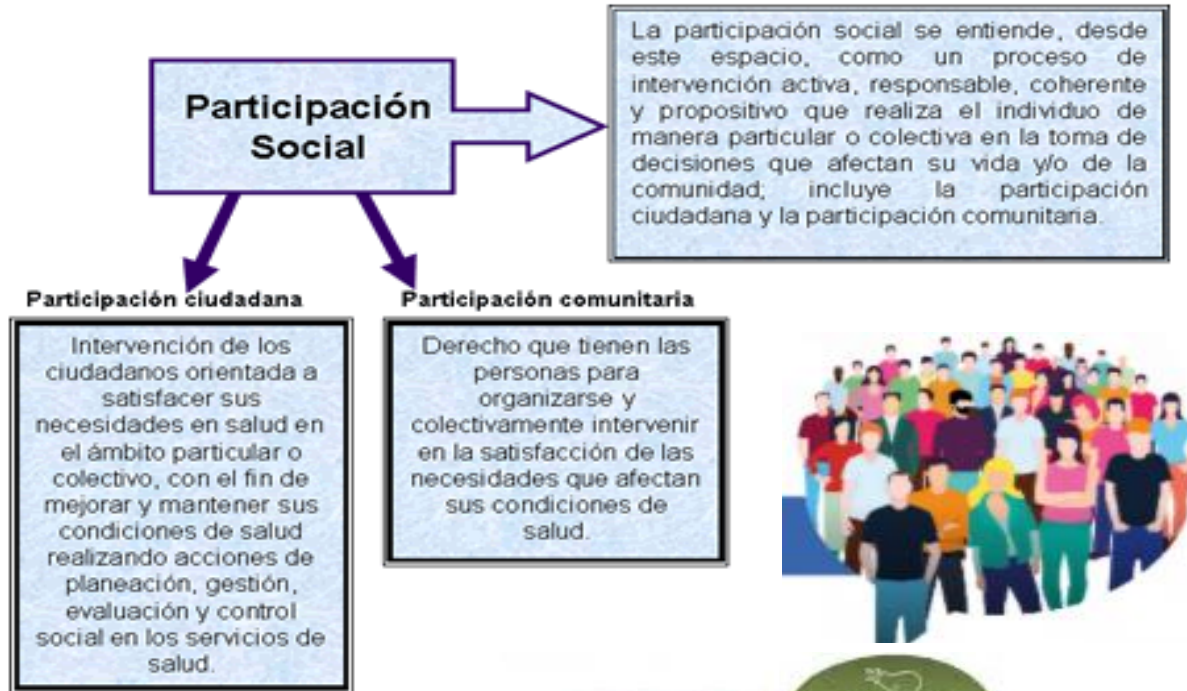 Participación
Social
La participación social se entiende, desde
este espacio, como un proceso de
intervención activa, responsable, coherente
y propositivo que realiza el individuo de
manera particular o colectiva en la toma de
decisiones que afectan su vida y/o de la
comunidad; incluye la participación
ciudadana y la participación comunitaria.
Participación ciudadana
Intervención de los
ciudadanos orientada a
satisfacer sus
necesidades en salud en
el ámbito particular o
colectivo, con el fin de
mejorar y mantener sus
condiciones de salud
realizando acciones de
planeación, gestión,
evaluación y control
social en los servicios de
salud.
Participación comunitaria
Derecho que tienen las
personas para
organizarse y
colectivamente intervenir
en la satisfacción de las
necesidades que afectan
sus condiciones de
salud.